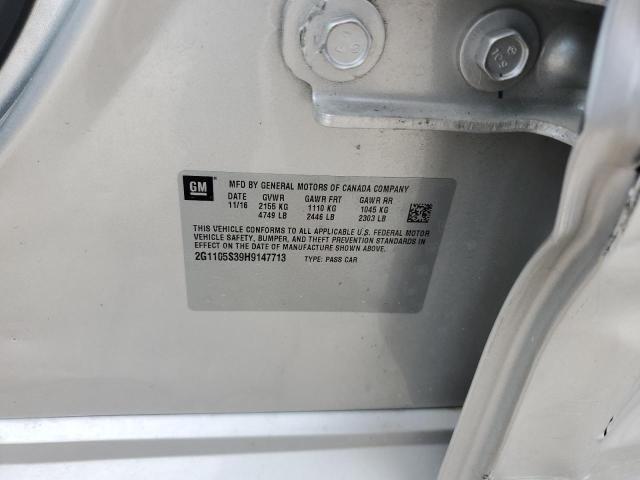 GM
MFD BY GENERAL MOTORS OF CANADA COMPANY
DATE GVWR GAWR FRT GAWR RR
11/16 2155 KG 1110 KG 1045 KG
4749 LB 2446 LB 2303 LB
THIS VEHICLE CONFORMS TO ALL APPLICABLE U.S. FEDERAL MOTOR
VEHICLE SAFETY, BUMPER, AND THEFT PREVENTION STANDARDS IN
EFFECT ON THE DATE OF MANUFACTURE SHOWN ABOVE.
2G1105S39H9147713 TYPE: PASS CAR